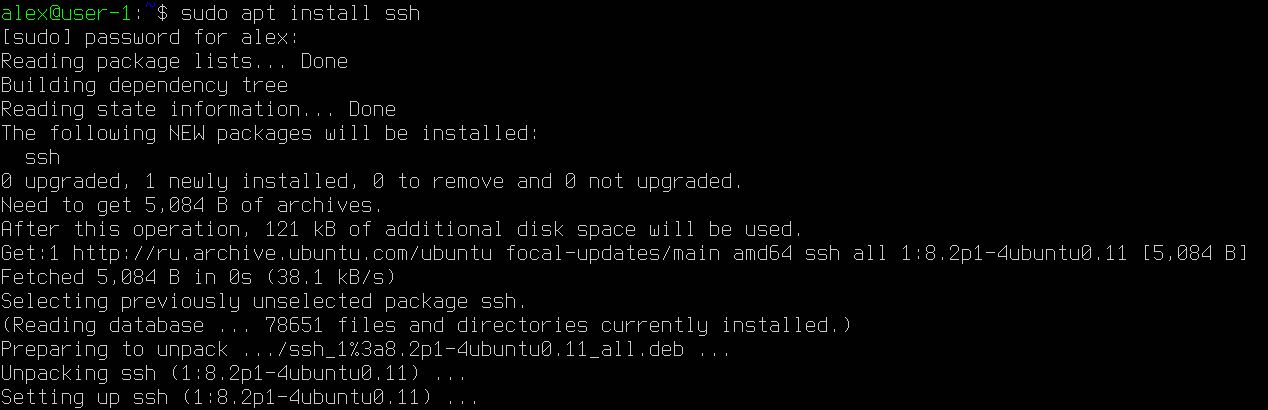 alex@user-1:~$ sudo apt install ssh
[sudo] password for alex:
Reading package lists... Done
Building dependency tree
Reading state information... Done
The following NEW packages will be installed:
  ssh
0 upgraded, 1 newly installed, 0 to remove and 0 not upgraded.
Need to get 5,084 B of archives.
After this operation, 121 kB of additional disk space will be used.
Get:1 http://ru.archive.ubuntu.com/ubuntu focal-updates/main amd64 ssh all 1:8.2p1-4ubuntu0.11 [5,084 B]
Fetched 5,084 B in 0s (38.1 kB/s)
Selecting previously unselected package ssh.
(Reading database ... 78651 files and directories currently installed.)
Preparing to unpack .../ssh_1%3a8.2p1-4ubuntu0.11_all.deb ...
Unpacking ssh (1:8.2p1-4ubuntu0.11) ...
Setting up ssh (1:8.2p1-4ubuntu0.11) ...